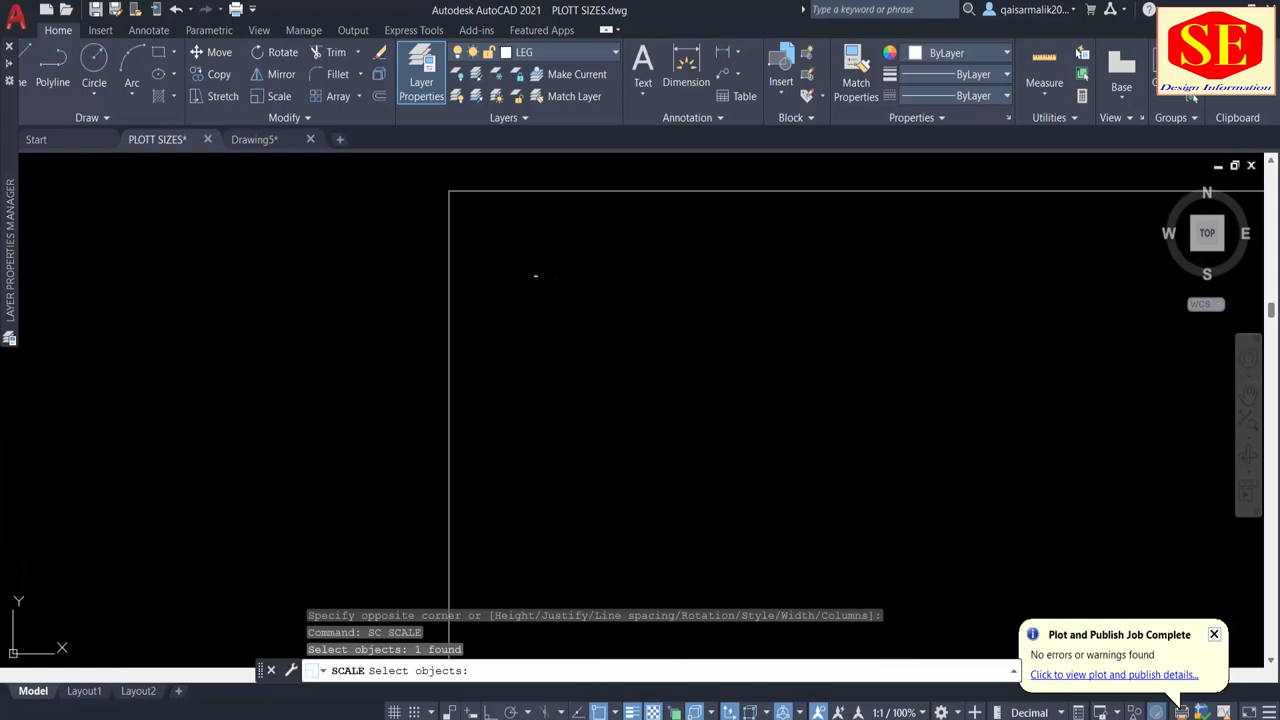 Autodesk AutoCAD 2021 PLOTT SIZES.dwg
Type a keyword or phrase
qaisarmalik20...
Home Insert Annotate Parametric View Manage Output Express Tools Add-ins Featured Apps
SE
Design Information
Polyline Circle Arc
Move Rotate Trim
Copy Mirror Fillet
Stretch Scale Array
Layer Properties
LEG
Make Current
Match Layer
Text Dimension
Table
Insert
Match Properties
ByLayer
ByLayer
ByLayer
Measure
Base
Draw Modify Layers Annotation Block Properties Utilities View Groups Clipboard
Start PLOTT SIZES* Drawing5*
LAYER PROPERTIES MANAGER
N
W TOP E
S
WCS
Y
X
Specify opposite corner or [Height/Justify/Line spacing/Rotation/Style/Width/Columns]:
Command: SC SCALE
Select objects: 1 found
SCALE Select objects:
Plot and Publish Job Complete
No errors or warnings found
Click to view plot and publish details...
Model Layout1 Layout2
1:1 / 100% Decimal